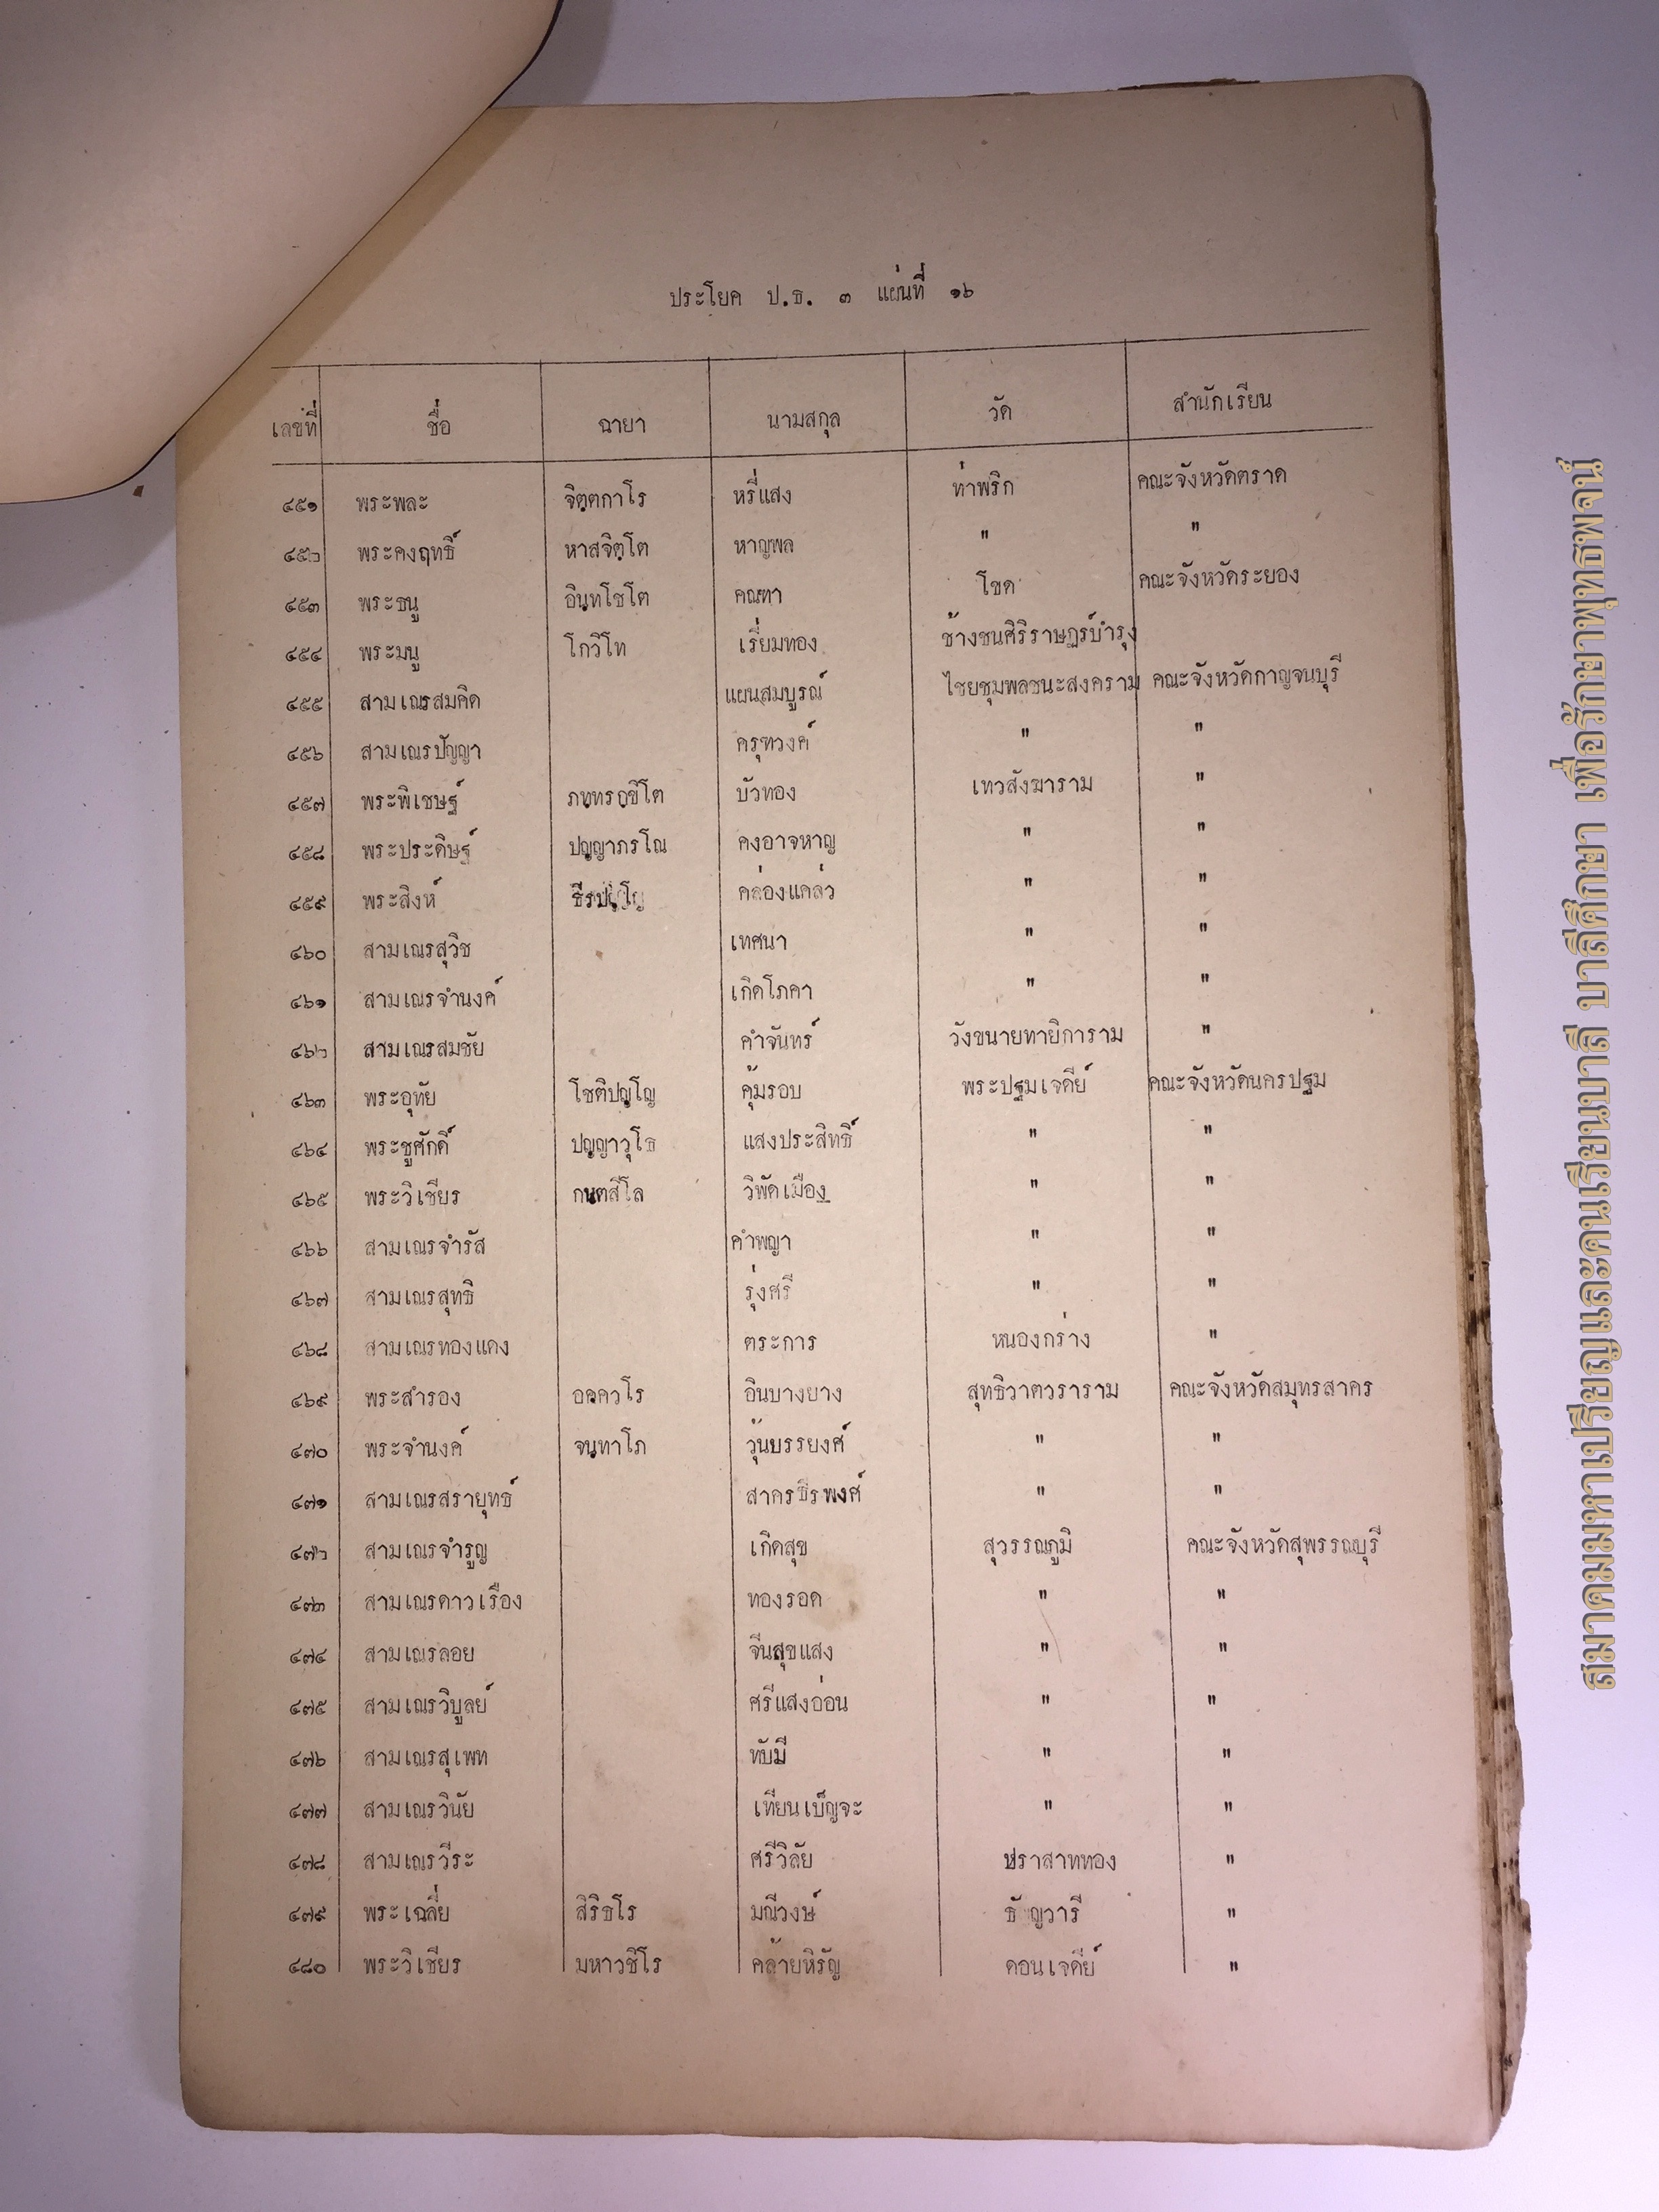 ประโยค ป.ธ. ๓ แผ่นที่ ๑๖
เลขที่ ชื่อ ฉายา นามสกุล วัด สำนักเรียน
๔๕๑ พระพละ จิตฺตกาโร หรี่แสง ท่าพริก คณะจังหวัดตราด
๔๕๒ พระคงฤทธิ์ หาสจิตฺโต หาญพล " "
๔๕๓ พระธนู อินฺทโชโต คณฑา โขด คณะจังหวัดระยอง
๔๕๔ พระมนู โกวิโท เรี่ยมทอง ช้างชนศิริราษฎร์บำรุง
๔๕๕ สามเณรสมคิด แผนสมบูรณ์ ไชยชุมพลชนะสงคราม คณะจังหวัดกาญจนบุรี
๔๕๖ สามเณรปัญญา ครุฑวงค์ " "
๔๕๗ พระพิเชษฐ์ ภทฺทรกฺขิโต บัวทอง เทวสังฆาราม "
๔๕๘ พระประดิษฐ์ ปญฺญาภรโณ คงอาจหาญ " "
๔๕๙ พระสิงห์ คล่องแคล่ว " "
๔๖๐ สามเณรสุวิช เทศนา " "
๔๖๑ สามเณรจำนงค์ เกิดโภคา " "
๔๖๒ สามเณรสมชัย คำจันทร์ วังขนายทายิการาม "
๔๖๓ พระอุทัย โชติปญฺโญ คุ้มรอบ พระปฐมเจดีย์ คณะจังหวัดนครปฐม
๔๖๔ พระชูศักดิ์ ปญฺญาวุโธ แสงประสิทธิ์ " "
๔๖๕ พระวิเชียร กนฺตสีโล วิพัดเมือง " "
๔๖๖ สามเณรจำรัส คำพญา " "
๔๖๗ สามเณรสุทธิ รุ่งศรี " "
๔๖๘ สามเณรทองแดง ตระการ หนองกร่าง "
๔๖๙ พระสำรอง อคฺควโร อินบางยาง สุทธิวาตวราราม คณะจังหวัดสมุทรสาคร
๔๗๐ พระจำนงค์ จนฺทาโภ วุ้นบรรยงศ์ " "
๔๗๑ สามเณรสรายุทธ์ สาครธีรพงศ์ " "
๔๗๒ สามเณรจำรูญ เกิดสุข สุวรรณภูมิ คณะจังหวัดสุพรรณบุรี
๔๗๓ สามเณรดาวเรือง ทองรอด " "
๔๗๔ สามเณรลอย จีนสุขแสง " "
๔๗๕ สามเณรวิบูลย์ ศรีแสงอ่อน " "
๔๗๖ สามเณรสุเพท ทับมี " "
๔๗๗ สามเณรวินัย เทียนเบ็ญจะ " "
๔๗๘ สามเณรวีระ ศรีวิลัย ปราสาททอง "
๔๗๙ พระเฉลี่ย สิริธโร มณีวงษ์ ธัญวารี "
๔๘๐ พระวิเชียร มหาวชิโร คล้ายหิรัญ ดอนเจดีย์ "
สมาคมมหาเปรียญและคนเรียนบาลี บาลีศึกษา เพื่อรักษาพุทธพจน์